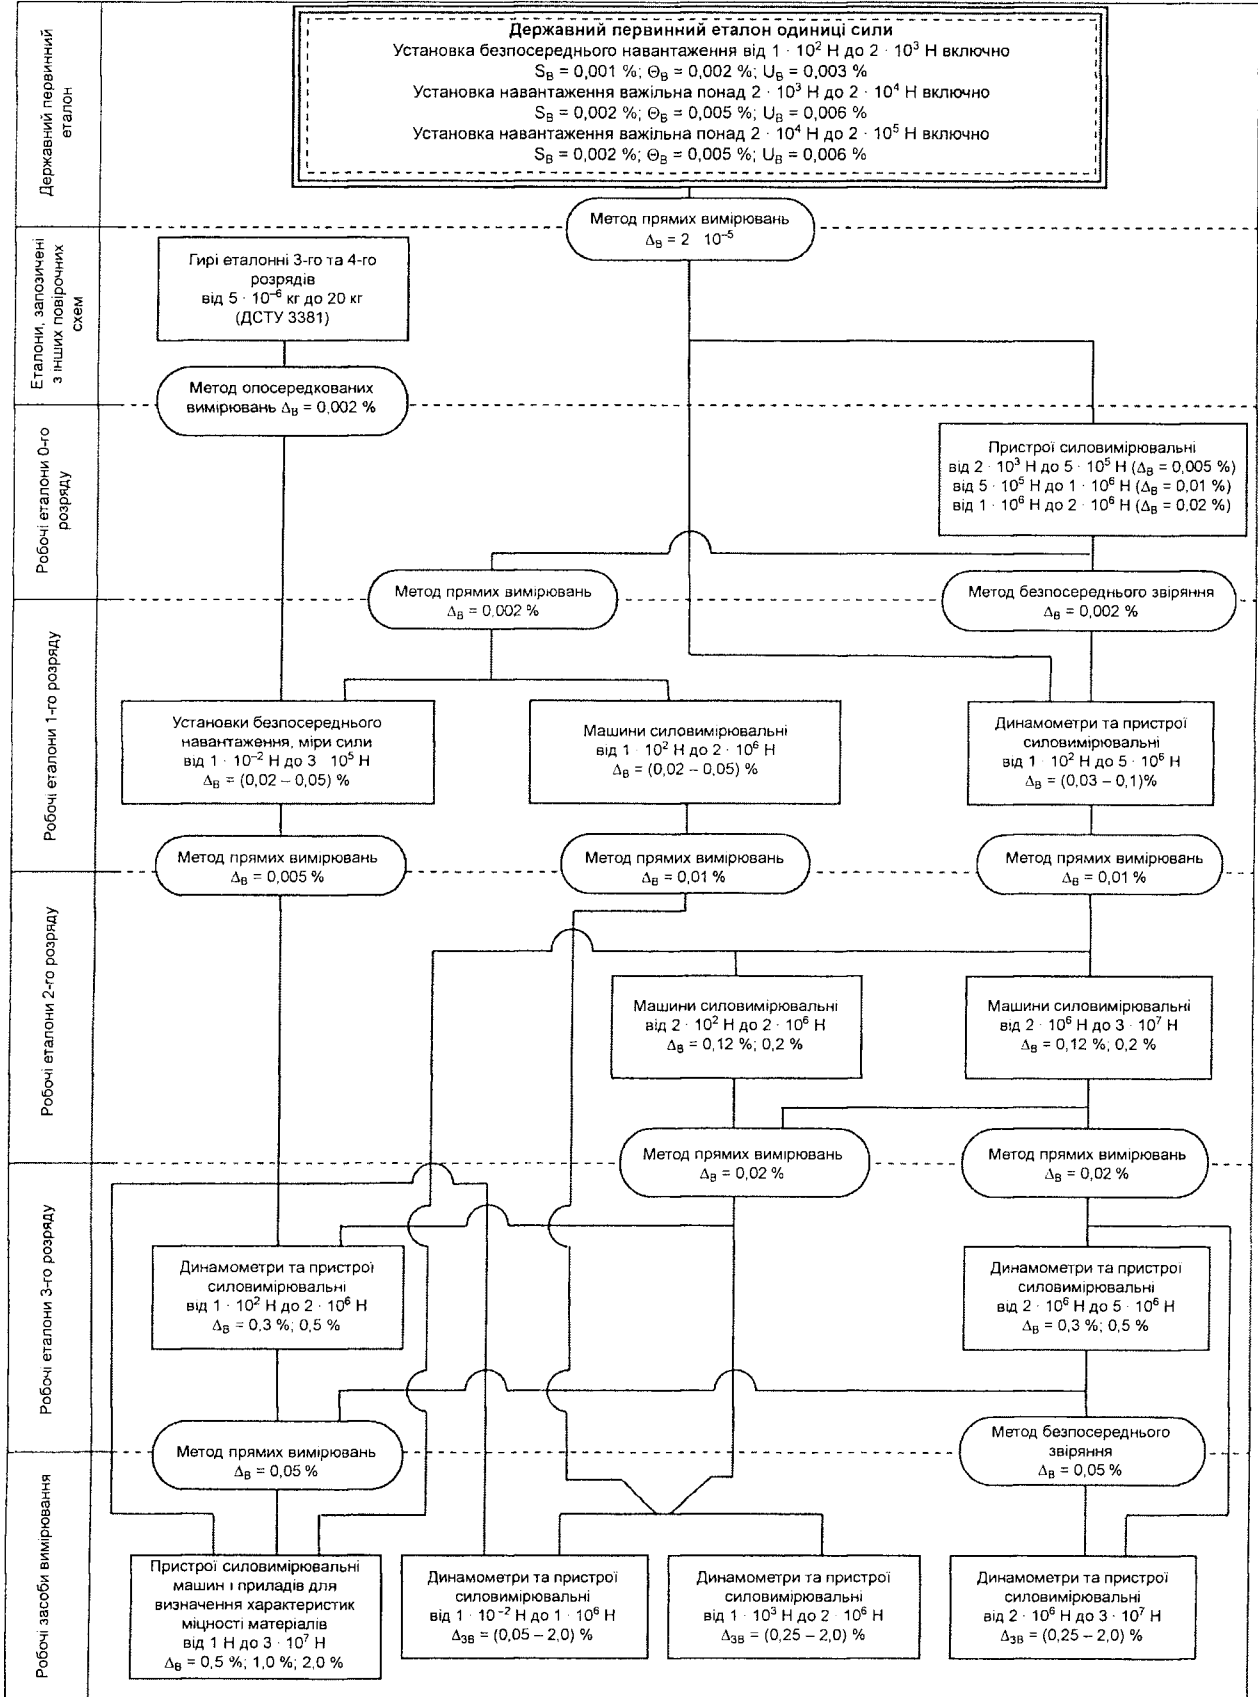 Державний первинний
еталон
Державний первинний еталон одиниці сили
Установка безпосереднього навантаження від 1 · 10² Н до 2 · 10³ Н включно
S_B = 0,001 %; Θ_B = 0,002 %; U_B = 0,003 %
Установка навантаження важільна понад 2 · 10³ Н до 2 · 10⁴ Н включно
S_B = 0,002 %; Θ_Б = 0,005 %; U_B = 0,006 %
Установка навантаження важільна понад 2 · 10⁴ Н до 2 · 10⁵ Н включно
S_B = 0,002 %; Θ_B = 0,005 %; U_B = 0,006 %
Метод прямих вимірювань
Δ_B = 2 10⁻⁵
Еталони, запозичені
з інших повірочних
схем
Гирі еталонні 3-го та 4-го
розрядів
від 5 · 10⁻⁶ кг до 20 кг
(ДСТУ 3381)
Метод опосередкованих
вимірювань Δ_B = 0,002 %
Робочі еталони 0-го
розряду
Пристрої силовимірювальні
від 2 · 10³ Н до 5 · 10⁵ Н (Δ_B = 0,005 %)
від 5 · 10⁵ Н до 1 · 10⁶ Н (Δ_B = 0,01 %)
від 1 · 10⁶ Н до 2 · 10⁶ Н (Δ_B = 0,02 %)
Метод прямих вимірювань
Δ_B = 0,002 %
Метод безпосереднього звіряння
Δ_B = 0,002 %
Робочі еталони 1-го розряду
Установки безпосереднього
навантаження, міри сили
від 1 · 10⁻² Н до 3 10⁵ Н
Δ_B = (0,02 – 0,05) %
Машини силовимірювальні
від 1 · 10² Н до 2 · 10⁶ Н
Δ_B = (0,02 – 0,05) %
Динамометри та пристрої
силовимірювальні
від 1 · 10² Н до 5 · 10⁶ Н
Δ_B = (0,03 – 0,1)%
Метод прямих вимірювань
Δ_B = 0,005 %
Метод прямих вимірювань
Δ_B = 0,01 %
Метод прямих вимірювань
Δ_B = 0,01 %
Робочі еталони 2-го розряду
Машини силовимірювальні
від 2 · 10² Н до 2 · 10⁶ Н
Δ_B = 0,12 %; 0,2 %
Машини силовимірювальні
від 2 · 10⁶ Н до 3 · 10⁷ Н
Δ_B = 0,12 %; 0,2 %
Метод прямих вимірювань
Δ_B = 0,02 %
Метод прямих вимірювань
Δ_B = 0,02 %
Робочі еталони 3-го розряду
Динамометри та пристрої
силовимірювальні
від 1 · 10² Н до 2 · 10⁶ Н
Δ_B = 0,3 %; 0,5 %
Динамометри та пристрої
силовимірювальні
від 2 · 10⁶ Н до 5 · 10⁶ Н
Δ_B = 0,3 %; 0,5 %
Метод прямих вимірювань
Δ_B = 0,05 %
Метод безпосереднього
звіряння
Δ_B = 0,05 %
Робочі засоби вимірювання
Пристрої силовимірювальні
машин і приладів для
визначення характеристик
міцності матеріалів
від 1 Н до 3 · 10⁷ Н
Δ_B = 0,5 %; 1,0 %; 2,0 %
Динамометри та пристрої
силовимірювальні
від 1 · 10⁻² Н до 1 · 10⁶ Н
Δ_ЗВ = (0,05 – 2,0) %
Динамометри та пристрої
силовимірювальні
від 1 · 10³ Н до 2 · 10⁶ Н
Δ_ЗВ = (0,25 – 2,0) %
Динамометри та пристрої
силовимірювальні
від 2 · 10⁶ Н до 3 · 10⁷ Н
Δ_ЗВ = (0,25 – 2,0) %